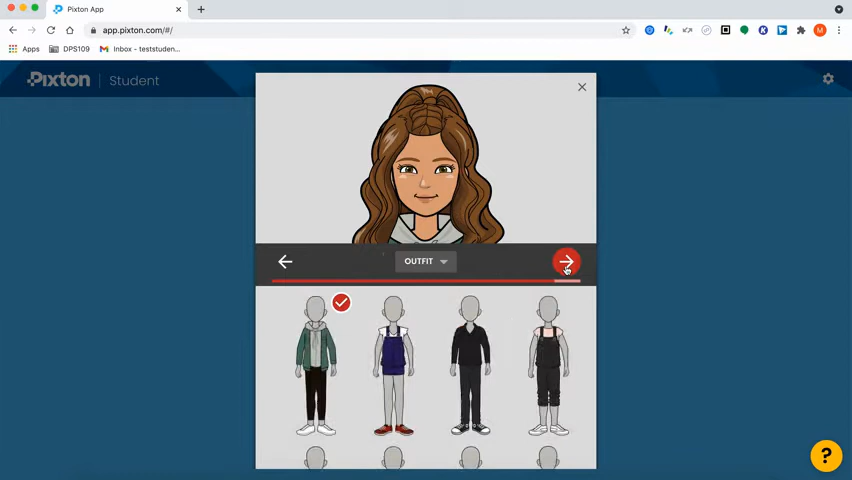 Pixton App
app.pixton.com/#/
M
Apps
DPS109
Inbox - teststuden...
Pixton | Student
OUTFIT
?